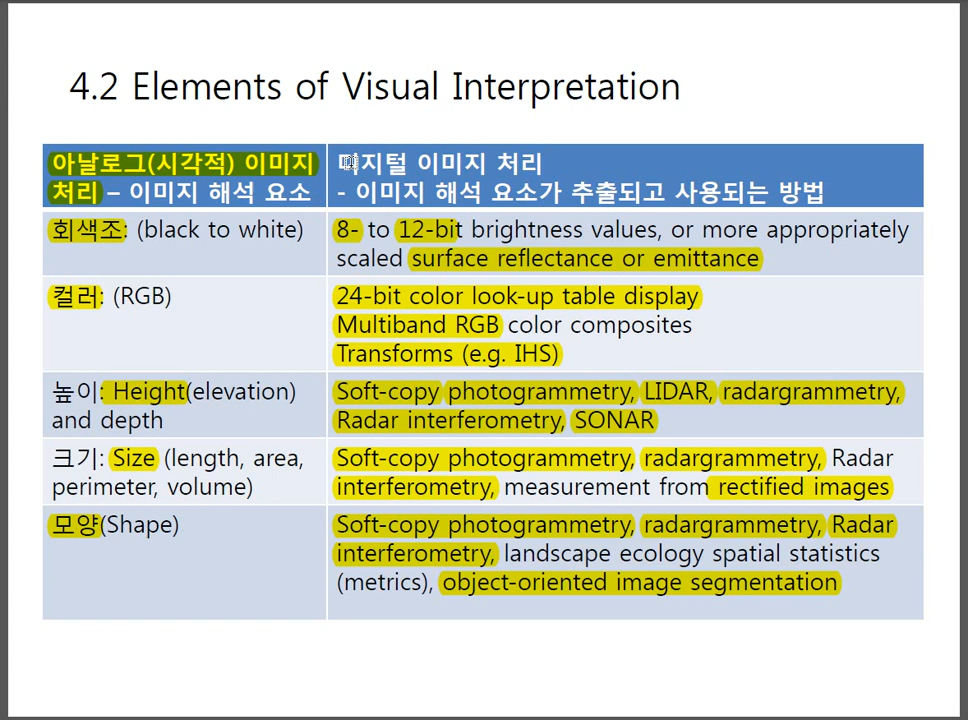 4.2 Elements of Visual Interpretation
아날로그(시각적) 이미지
처리 – 이미지 해석 요소
디지털 이미지 처리
- 이미지 해석 요소가 추출되고 사용되는 방법
회색조: (black to white)
8- to 12-bit brightness values, or more appropriately
scaled surface reflectance or emittance
컬러: (RGB)
24-bit color look-up table display
Multiband RGB color composites
Transforms (e.g. IHS)
높이: Height(elevation)
and depth
Soft-copy photogrammetry, LIDAR, radargrammetry,
Radar interferometry, SONAR
크기: Size (length, area,
perimeter, volume)
Soft-copy photogrammetry, radargrammetry, Radar
interferometry, measurement from rectified images
모양(Shape)
Soft-copy photogrammetry, radargrammetry, Radar
interferometry, landscape ecology spatial statistics
(metrics), object-oriented image segmentation